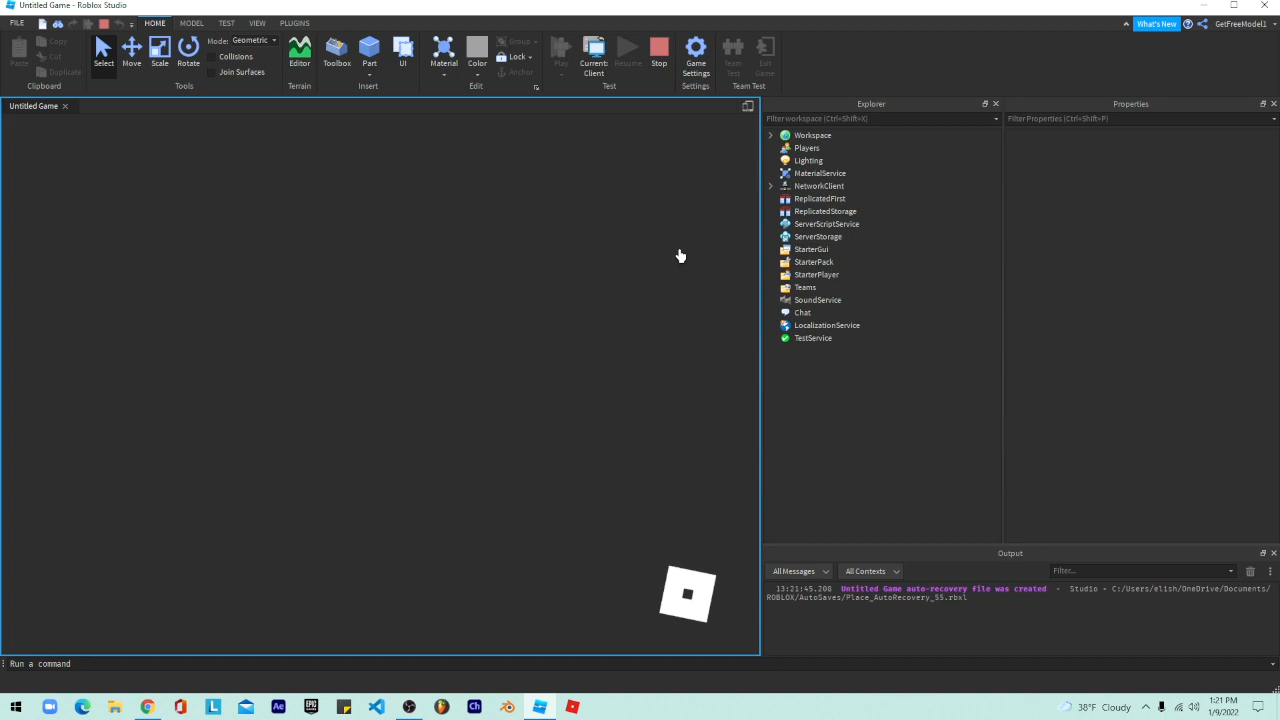 Untitled Game - Roblox Studio
FILE HOME MODEL TEST VIEW PLUGINS What's New GetFreeModel1
Paste Copy Cut Duplicate Select Move Scale Rotate Mode: Geometric Collisions Join Surfaces Editor Toolbox Part UI Material Color Group Lock Anchor Play Current: Client Resume Stop Game Settings Team Test Exit Game
Clipboard Tools Terrain Insert Edit Test Settings Team Test
Untitled Game
Explorer
Filter workspace (Ctrl+Shift+X)
Workspace
Players
Lighting
MaterialService
NetworkClient
ReplicatedFirst
ReplicatedStorage
ServerScriptService
ServerStorage
StarterGui
StarterPack
StarterPlayer
Teams
SoundService
Chat
LocalizationService
TestService
Properties
Filter Properties (Ctrl+Shift+P)
Output
All Messages All Contexts Filter...
13:21:45.208 Untitled Game auto-recovery file was created - Studio - C:/Users/elish/OneDrive/Documents/
ROBLOX/AutoSaves/Place_AutoRecovery_55.rbxl
Run a command
38°F Cloudy 1:21 PM
1/9/2022